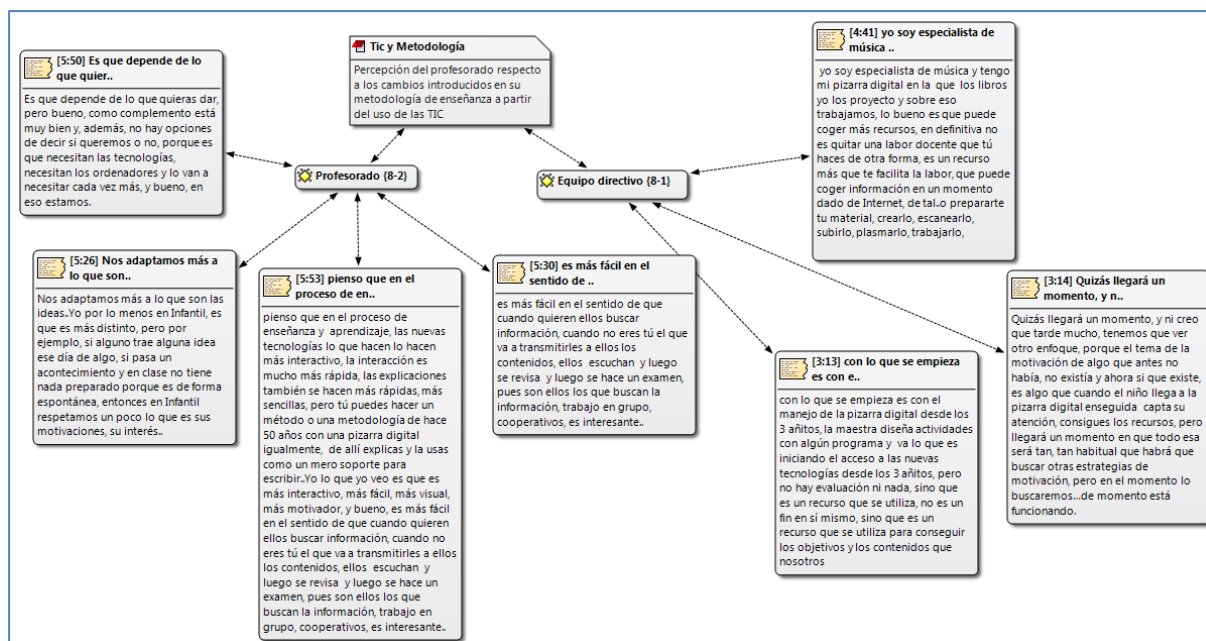 Tic y Metodología
Percepción del profesorado respecto
a los cambios introducidos en su
metodología de enseñanza a partir
del uso de las TIC
[5:50] Es que depende de lo
que quier..
Es que depende de lo que quieras dar,
pero bueno, como complemento está
muy bien y, además, no hay opciones
de decir si queremos o no, porque es
que necesitan las tecnologías,
necesitan los ordenadores y lo van a
necesitar cada vez más, y bueno, en
eso estamos.
[4:41] yo soy especialista de
música ..
yo soy especialista de música y tengo
mi pizarra digital en la que los libros
yo los proyecto y sobre eso
trabajamos, lo bueno es que puede
coger más recursos, en definitiva no
es quitar una labor docente que tú
haces de otra forma, es un recurso
más que te facilita la labor, que puede
coger información en un momento
dado de Internet, de tal..o prepararte
tu material, crearlo, escanearlo,
subirlo, plasmarlo, trabajarlo,
Profesorado {8-2}
Equipo directivo {8-1}
[5:26] Nos adaptamos más a
lo que son..
Nos adaptamos más a lo que son las
ideas..Yo por lo menos en Infantil, es
que es más distinto, pero por
ejemplo, si alguno trae alguna idea
ese día de algo, si pasa un
acontecimiento y en clase no tiene
nada preparado porque es de forma
espontánea, entonces en Infantil
respetamos un poco lo que es sus
motivaciones, su interés..
[5:53] pienso que en el
proceso de en..
pienso que en el proceso de
enseñanza y aprendizaje, las nuevas
tecnologías lo que hacen lo hacen
más interactivo, la interacción es
mucho más rápida, las explicaciones
también se hacen más rápidas, más
sencillas, pero tú puedes hacer un
método o una metodología de hace
50 años con una pizarra digital
igualmente, de allí explicas y la usas
como un mero soporte para
escribir..Yo lo que yo veo es que es
más interactivo, más fácil, más visual,
más motivador, y bueno, es más fácil
en el sentido de que cuando quieren
ellos buscar información, cuando no
eres tú el que va a transmitirles a ellos
los contenidos, ellos escuchan y
luego se revisa y luego se hace un
examen, pues son ellos los que
buscan la información, trabajo en
grupo, cooperativos, es interesante..
[5:30] es más fácil en el
sentido de ..
es más fácil en el sentido de que
cuando quieren ellos buscar
información, cuando no eres tú el que
va a transmitirles a ellos los
contenidos, ellos escuchan y luego
se revisa y luego se hace un examen,
pues son ellos los que buscan la
información, trabajo en grupo,
cooperativos, es interesante..
[3:13] con lo que se empieza
es con e..
con lo que se empieza es con el
manejo de la pizarra digital desde los
3 añitos, la maestra diseña actividades
con algún programa y va lo que es
iniciando el acceso a las nuevas
tecnologías desde los 3 añitos, pero
no hay evaluación ni nada, sino que
es un recurso que se utiliza, no es un
fin en sí mismo, sino que es un
recurso que se utiliza para conseguir
los objetivos y los contenidos que
nosotros
[3:14] Quizás llegará un
momento, y n..
Quizás llegará un momento, y ni creo
que tarde mucho, tenemos que ver
otro enfoque, porque el tema de la
motivación de algo que antes no
había, no existía y ahora si que existe,
es algo que cuando el niño llega a la
pizarra digital enseguida capta su
atención, consigues los recursos, pero
llegará un momento en que todo esa
será tan, tan habitual que habrá que
buscar otras estrategias de
motivación, pero en el momento lo
buscaremos...de momento está
funcionando.